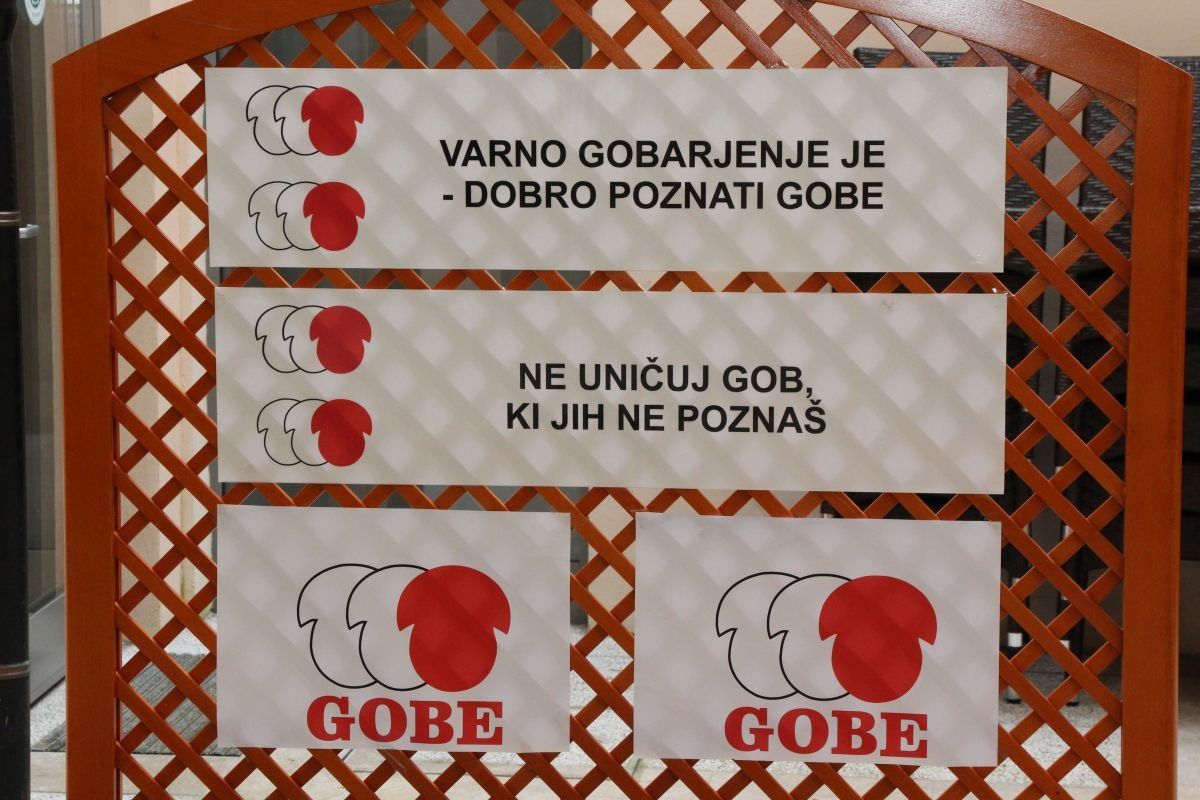 VARNO GOBARJENJE JE
- DOBRO POZNATI GOBE
NE UNIČUJ GOB,
KI JIH NE POZNAŠ
GOBE
GOBE